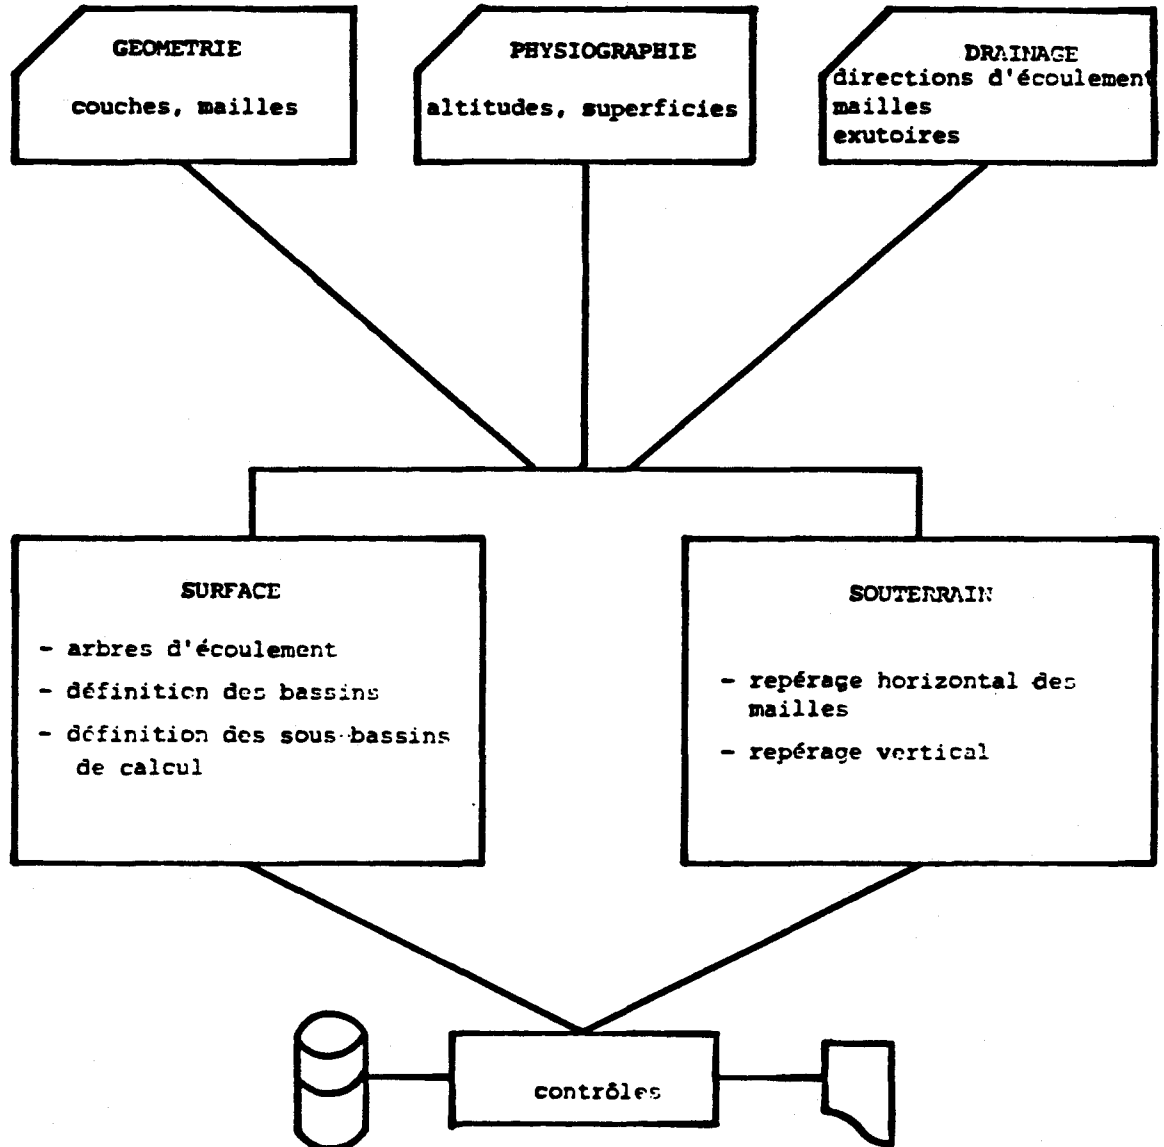 GEOMETRIE
couches, mailles
PHYSIOGRAPHIE
altitudes, superficies
DRAINAGE
directions d'écoulement
mailles
exutoires
SURFACE
- arbres d'écoulement
- définition des bassins
- définition des sous-bassins
de calcul
SOUTERRAIN
- repérage horizontal des
mailles
- repérage vertical
contrôles